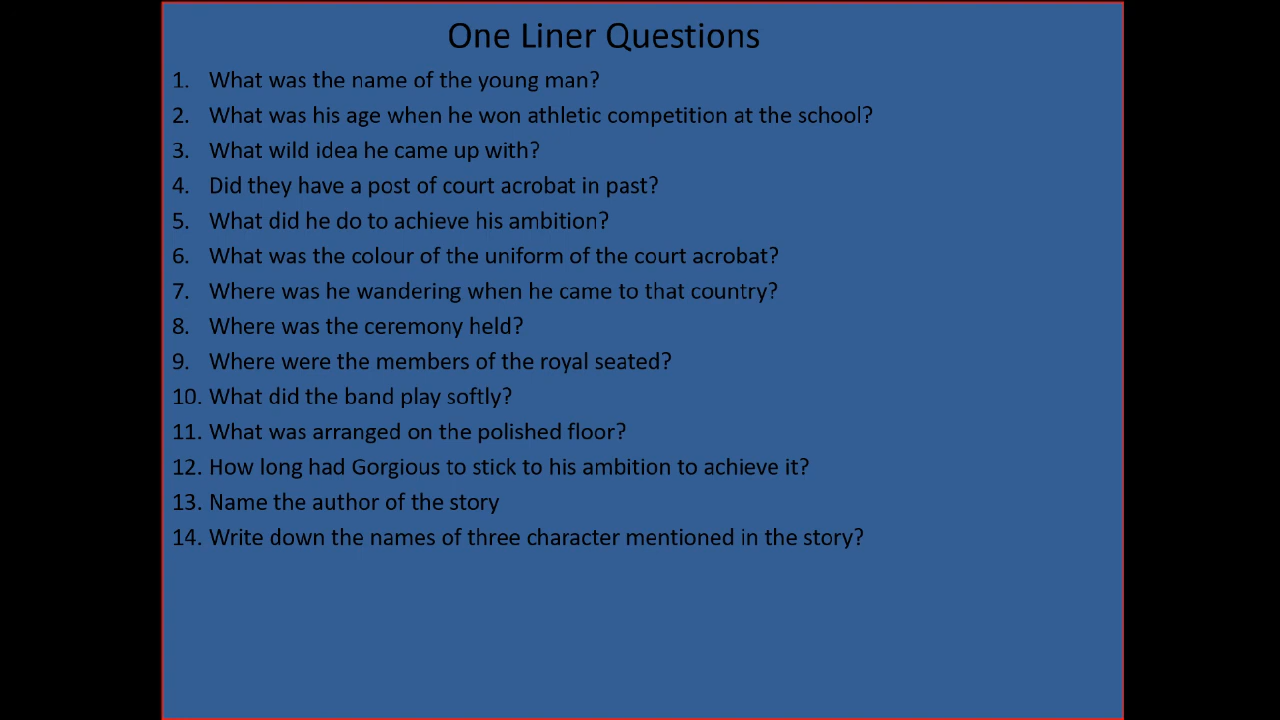 One Liner Questions
1. What was the name of the young man?
2. What was his age when he won athletic competition at the school?
3. What wild idea he came up with?
4. Did they have a post of court acrobat in past?
5. What did he do to achieve his ambition?
6. What was the colour of the uniform of the court acrobat?
7. Where was he wandering when he came to that country?
8. Where was the ceremony held?
9. Where were the members of the royal seated?
10. What did the band play softly?
11. What was arranged on the polished floor?
12. How long had Gorgious to stick to his ambition to achieve it?
13. Name the author of the story
14. Write down the names of three character mentioned in the story?